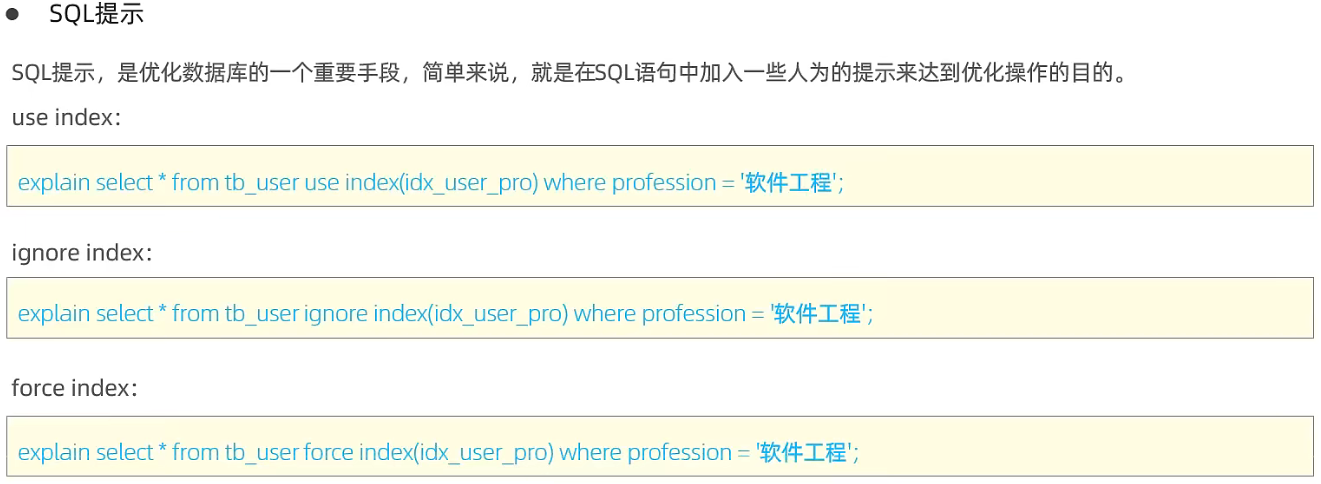 ● SQL提示
SQL提示，是优化数据库的一个重要手段，简单来说，就是在SQL语句中加入一些人为的提示来达到优化操作的目的。
use index：
explain select * from tb_user use index(idx_user_pro) where profession = '软件工程';
ignore index：
explain select * from tb_user ignore index(idx_user_pro) where profession = '软件工程';
force index：
explain select * from tb_user force index(idx_user_pro) where profession = '软件工程';